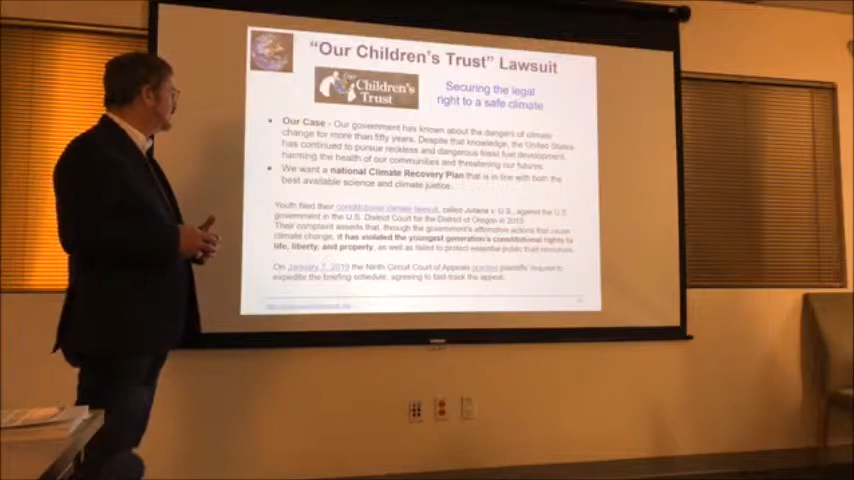 "Our Children's Trust" Lawsuit
Our
Children's
Trust
Securing the legal
right to a safe climate
• Our Case - Our government has known about the dangers of climate
change for more than fifty years. Despite that knowledge, the United States
has continued to pursue reckless and dangerous fossil fuel development,
harming the health of our communities and threatening our futures.
• We want a national Climate Recovery Plan that is in line with both the
best available science and climate justice.
Youth filed their constitutional climate lawsuit, called Juliana v. U.S., against the U.S.
government in the U.S. District Court for the District of Oregon in 2015.
Their complaint asserts that, through the government's affirmative actions that cause
climate change, it has violated the youngest generation's constitutional rights to
life, liberty, and property, as well as failed to protect essential public trust resources.
On January 7, 2019 the Ninth Circuit Court of Appeals granted plaintiffs' request to
expedite the briefing schedule, agreeing to fast track the appeal.